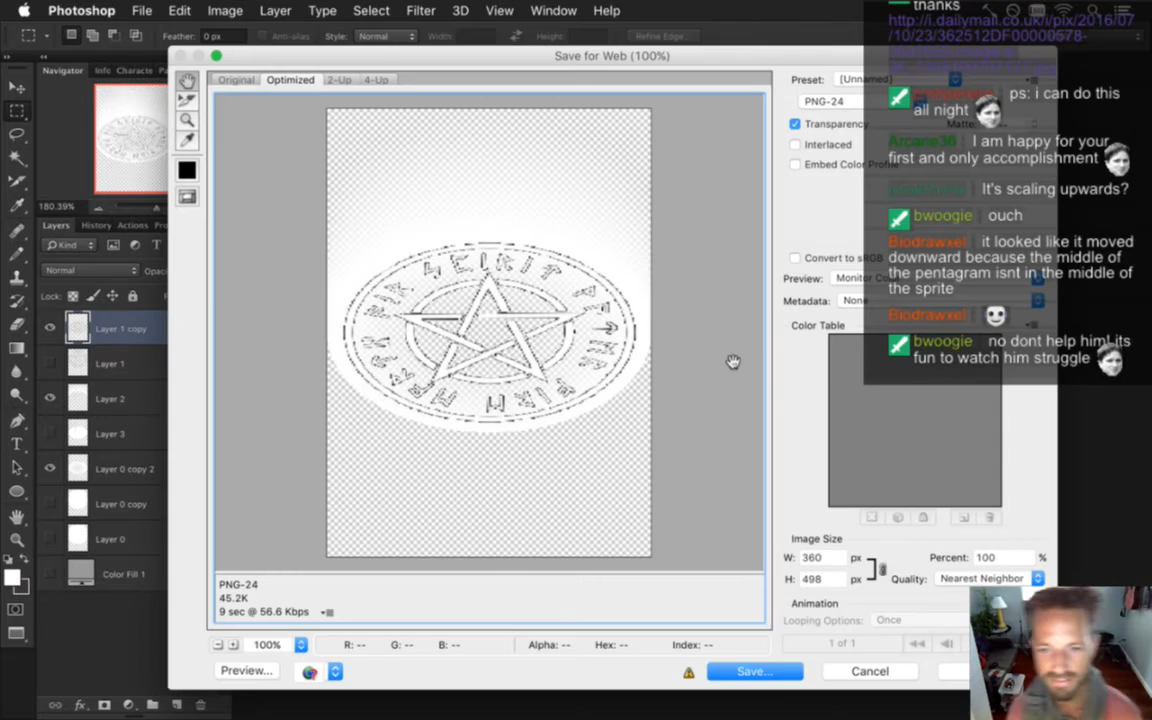 Photoshop File Edit Image Layer Type Select Filter 3D View Window Help
Feather: 0 px Anti-alias Style: Normal Width: Height: Refine Edge...
Save for Web (100%)
Navigator Info Characte Pa
180.39%
Layers History Actions
Kind
Normal Opac
Lock:
Layer 1 copy
Layer 1
Layer 2
Layer 3
Layer 0 copy 2
Layer 0 copy
Layer 0
Color Fill 1
Original Optimized 2-Up 4-Up
PNG-24
45.2K
9 sec @ 56.6 Kbps
100% R: -- G: -- B: -- Alpha: -- Hex: -- Index: --
Preview... Save... Cancel
Preset: [Unnamed]
PNG-24
Transparency Matte:
Interlaced
Embed Color Profile
Convert to sRGB
Preview: Monitor Co
Metadata: None
Color Table
Image Size
W: 360 px Percent: 100 %
H: 498 px Quality: Nearest Neighbor
Animation
Looping Options: Once
1 of 1
thanks
http://i.dailymail.co.uk/i/pix/2016/07
/10/23/362512DF00000578-
ps: i can do this
all night
Arcane36 I am happy for your
first and only accomplishment
It's scaling upwards?
bwoogie ouch
Biodrawxel it looked like it moved
downward because the middle of
the pentagram isnt in the middle of
the sprite
Biodrawxel
bwoogie no dont help him! its
fun to watch him struggle